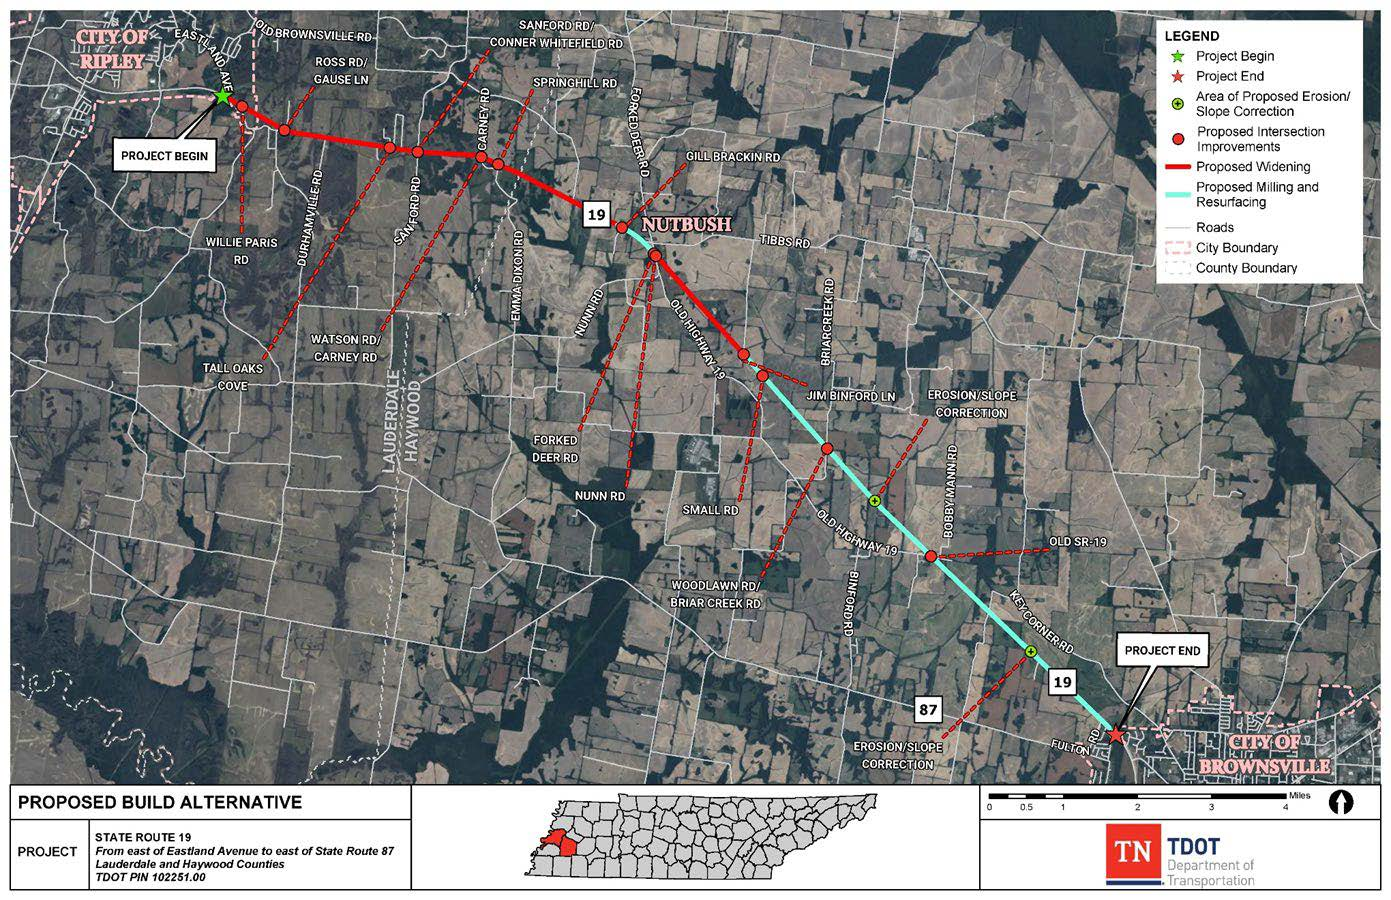 CITY OF
RIPLEY
EASTLAND AVE
OLD BROWNSVILLE RD
ROSS RD/
GAUSE LN
SANFORD RD/
CONNER WHITEFIELD RD
SPRINGHILL RD
CARNEY RD
FORKED DEER RD
GILL BRACKIN RD
PROJECT BEGIN
WILLIE PARIS
RD
DURHAMVILLE RD
SANFORD RD
EMMA DIXON RD
19
NUTBUSH
TIBBS RD
NUNN RD
OLD HIGHWAY 19
BRIARCREEK RD
WATSON RD/
CARNEY RD
TALL OAKS
COVE
LAUDERDALE
HAYWOOD
JIM BINFORD LN
EROSION/SLOPE
CORRECTION
FORKED
DEER RD
NUNN RD
SMALL RD
BOBBY MANN RD
OLD HIGHWAY 19
OLD SR-19
WOODLAWN RD/
BRIAR CREEK RD
BINFORD RD
KEY CORNER RD
PROJECT END
19
87
EROSION/SLOPE
CORRECTION
FULTON RD
CITY OF
BROWNSVILLE
LEGEND
Project Begin
Project End
Area of Proposed Erosion/
Slope Correction
Proposed Intersection
Improvements
Proposed Widening
Proposed Milling and
Resurfacing
Roads
City Boundary
County Boundary
PROPOSED BUILD ALTERNATIVE
PROJECT
STATE ROUTE 19
From east of Eastland Avenue to east of State Route 87
Lauderdale and Haywood Counties
TDOT PIN 102251.00
0 0.5 1 2 3 4 Miles
TN
TDOT
Department of
Transportation